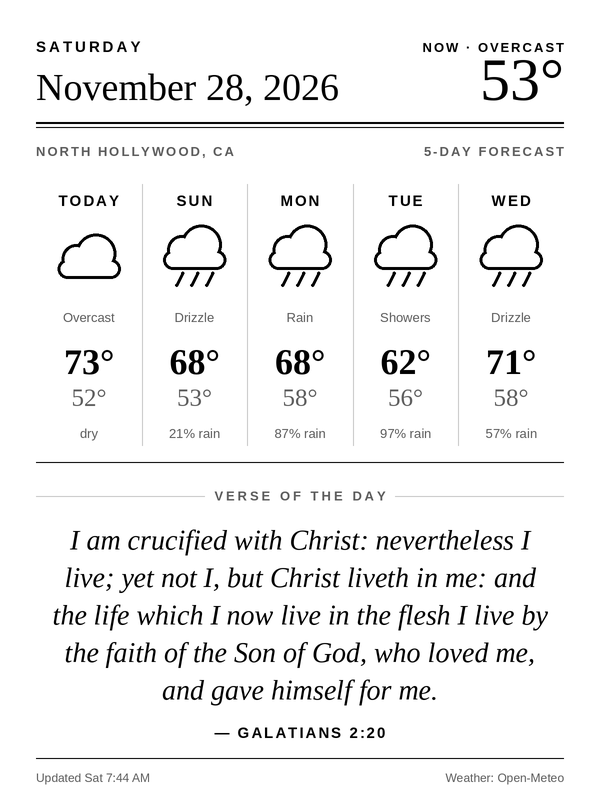 SATURDAY
NOW · OVERCAST
November 28, 2026
53°
NORTH HOLLYWOOD, CA
5-DAY FORECAST
TODAY SUN MON TUE WED
Overcast Drizzle Rain Showers Drizzle
73° 68° 68° 62° 71°
52° 53° 58° 56° 58°
dry 21% rain 87% rain 97% rain 57% rain
VERSE OF THE DAY
I am crucified with Christ: nevertheless I
live; yet not I, but Christ liveth in me: and
the life which I now live in the flesh I live by
the faith of the Son of God, who loved me,
and gave himself for me.
— GALATIANS 2:20
Updated Sat 7:44 AM
Weather: Open-Meteo